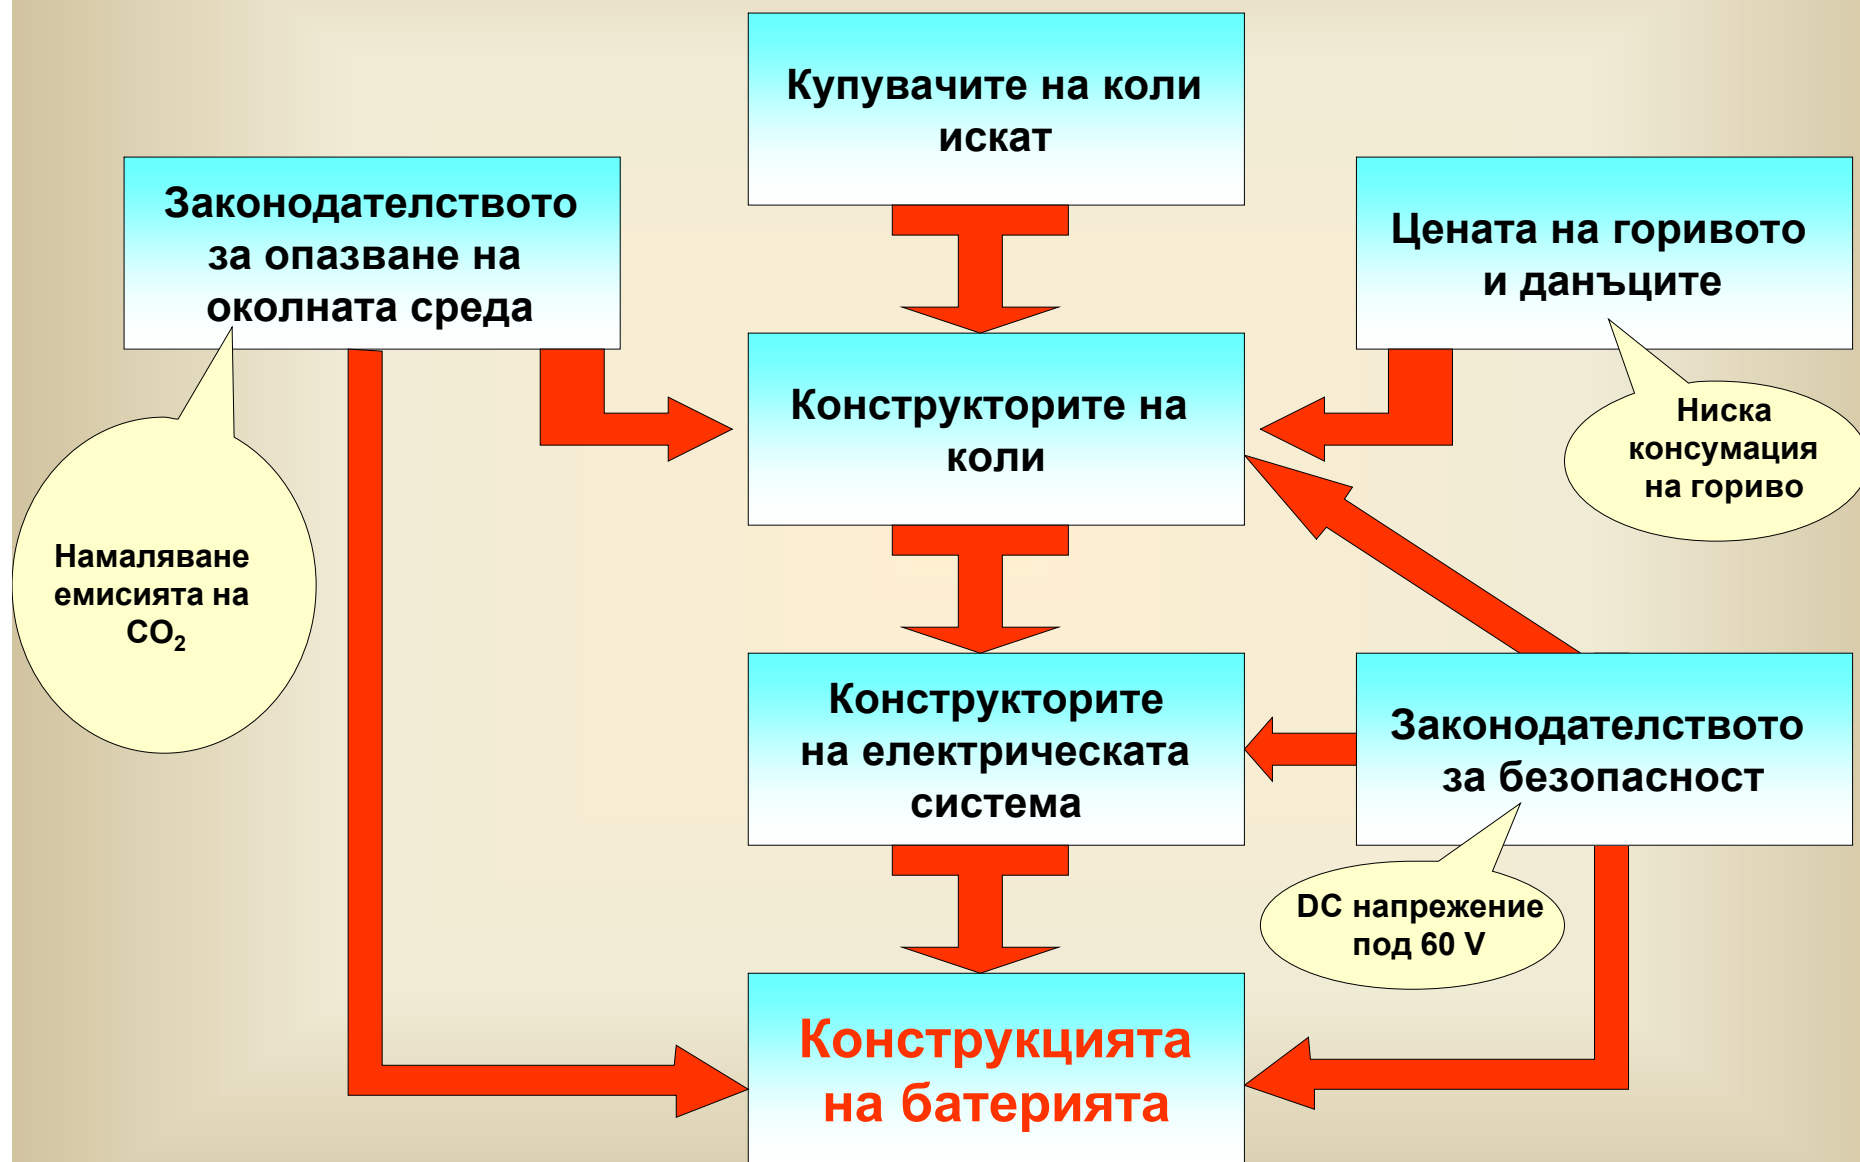 Купувачите на коли
искат
Законодателството
за опазване на
околната среда
Цената на горивото
и данъците
Конструкторите на
коли
Ниска
консумация
на гориво
Намаляване
емисията на
CO₂
Конструкторите
на електрическата
система
Законодателството
за безопасност
DC напрежение
под 60 V
Конструкцията
на батерията